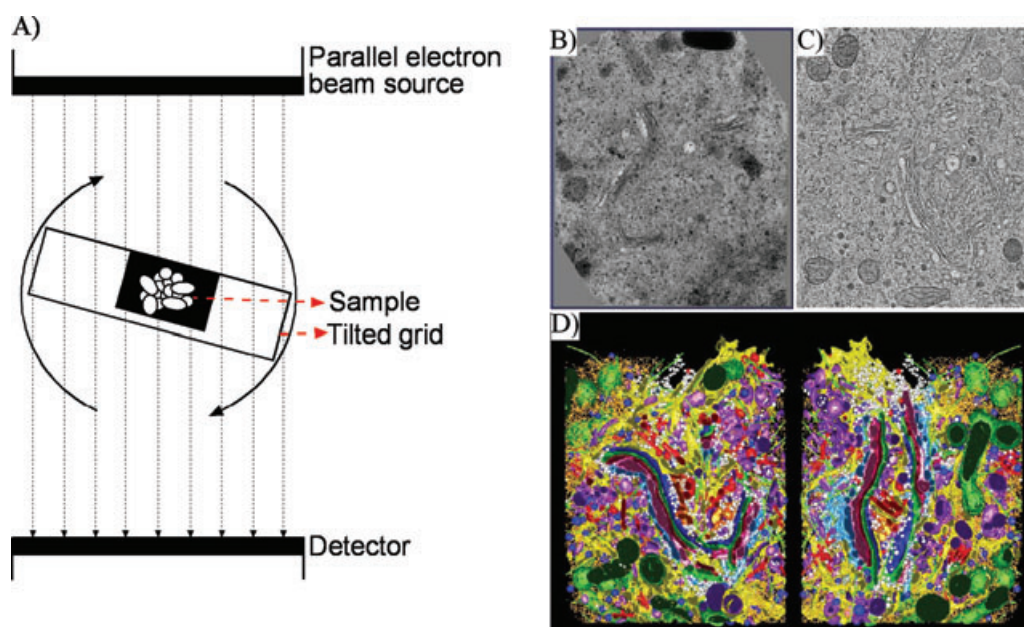 A)
Parallel electron
beam source
Sample
Tilted grid
Detector
B)
C)
D)